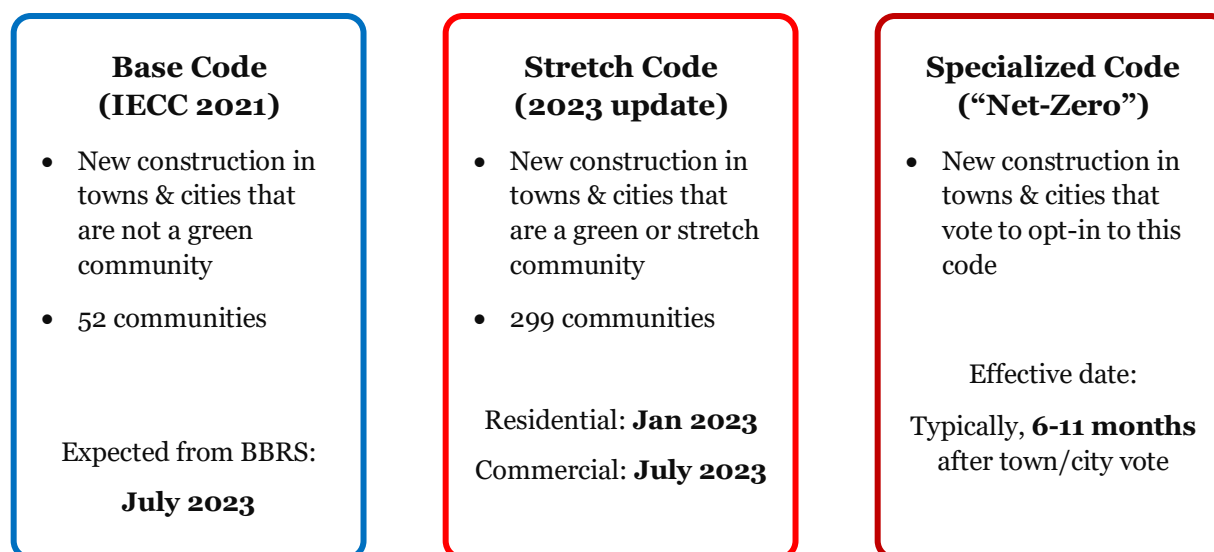 Base Code
(IECC 2021)
• New construction in
towns & cities that
are not a green
community
• 52 communities
Expected from BBRS:
July 2023
Stretch Code
(2023 update)
• New construction in
towns & cities that
are a green or stretch
community
• 299 communities
Residential: Jan 2023
Commercial: July 2023
Specialized Code
(“Net-Zero”)
• New construction in
towns & cities that
vote to opt-in to this
code
Effective date:
Typically, 6-11 months
after town/city vote